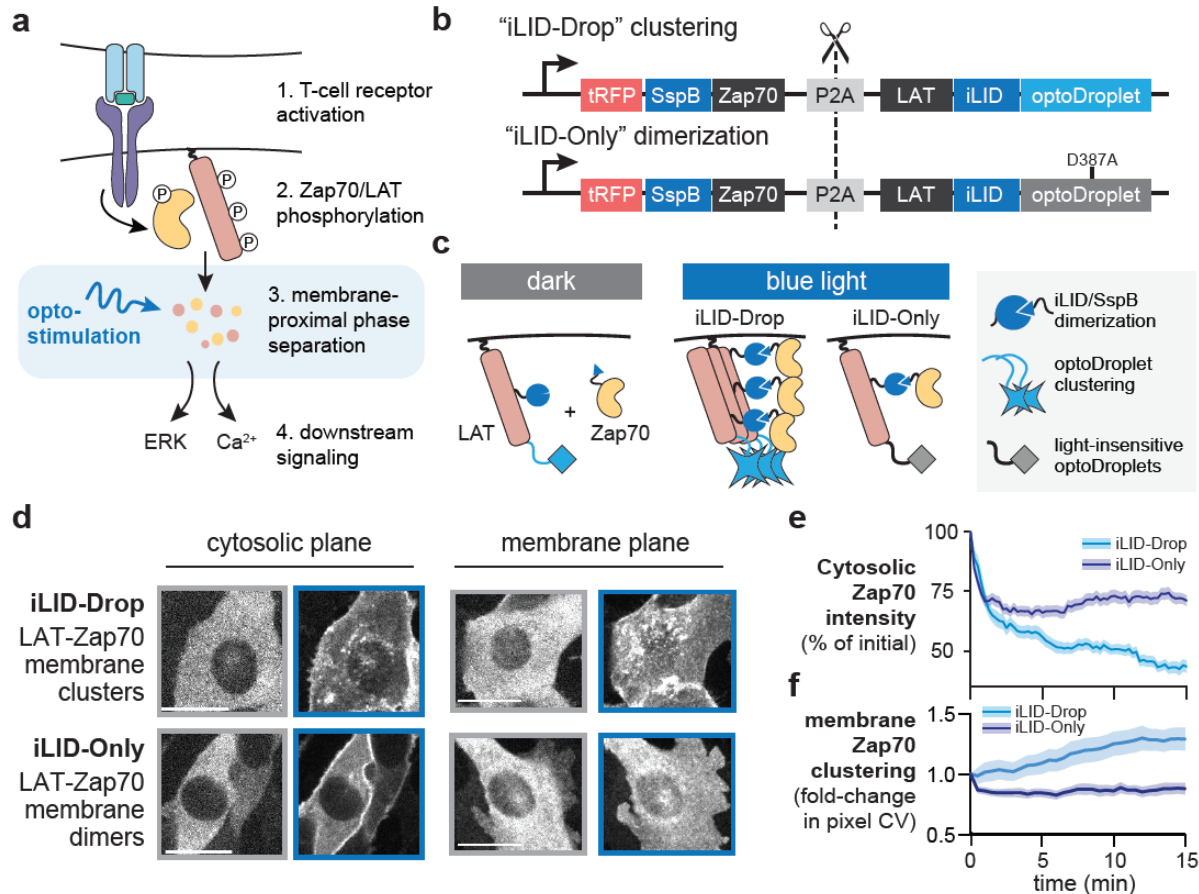 a
1. T-cell receptor
activation
P
P
P
P
2. Zap70/LAT
phosphorylation
opto-
stimulation
3. membrane-
proximal phase
separation
ERK
Ca²⁺
4. downstream
signaling
b
“iLID-Drop” clustering
tRFP SspB Zap70 P2A LAT iLID optoDroplet
“iLID-Only” dimerization
D387A
tRFP SspB Zap70 P2A LAT iLID optoDroplet
c
dark
blue light
iLID-Drop
iLID-Only
LAT
+
Zap70
iLID/SspB
dimerization
optoDroplet
clustering
light-insensitive
optoDroplets
d
cytosolic plane
membrane plane
iLID-Drop
LAT-Zap70
membrane
clusters
iLID-Only
LAT-Zap70
membrane
dimers
e
Cytosolic
Zap70
intensity
(% of initial)
100
75
50
iLID-Drop
iLID-Only
f
membrane
Zap70
clustering
(fold-change
in pixel CV)
1.5
1.0
0.5
iLID-Drop
iLID-Only
0 5 10 15
time (min)